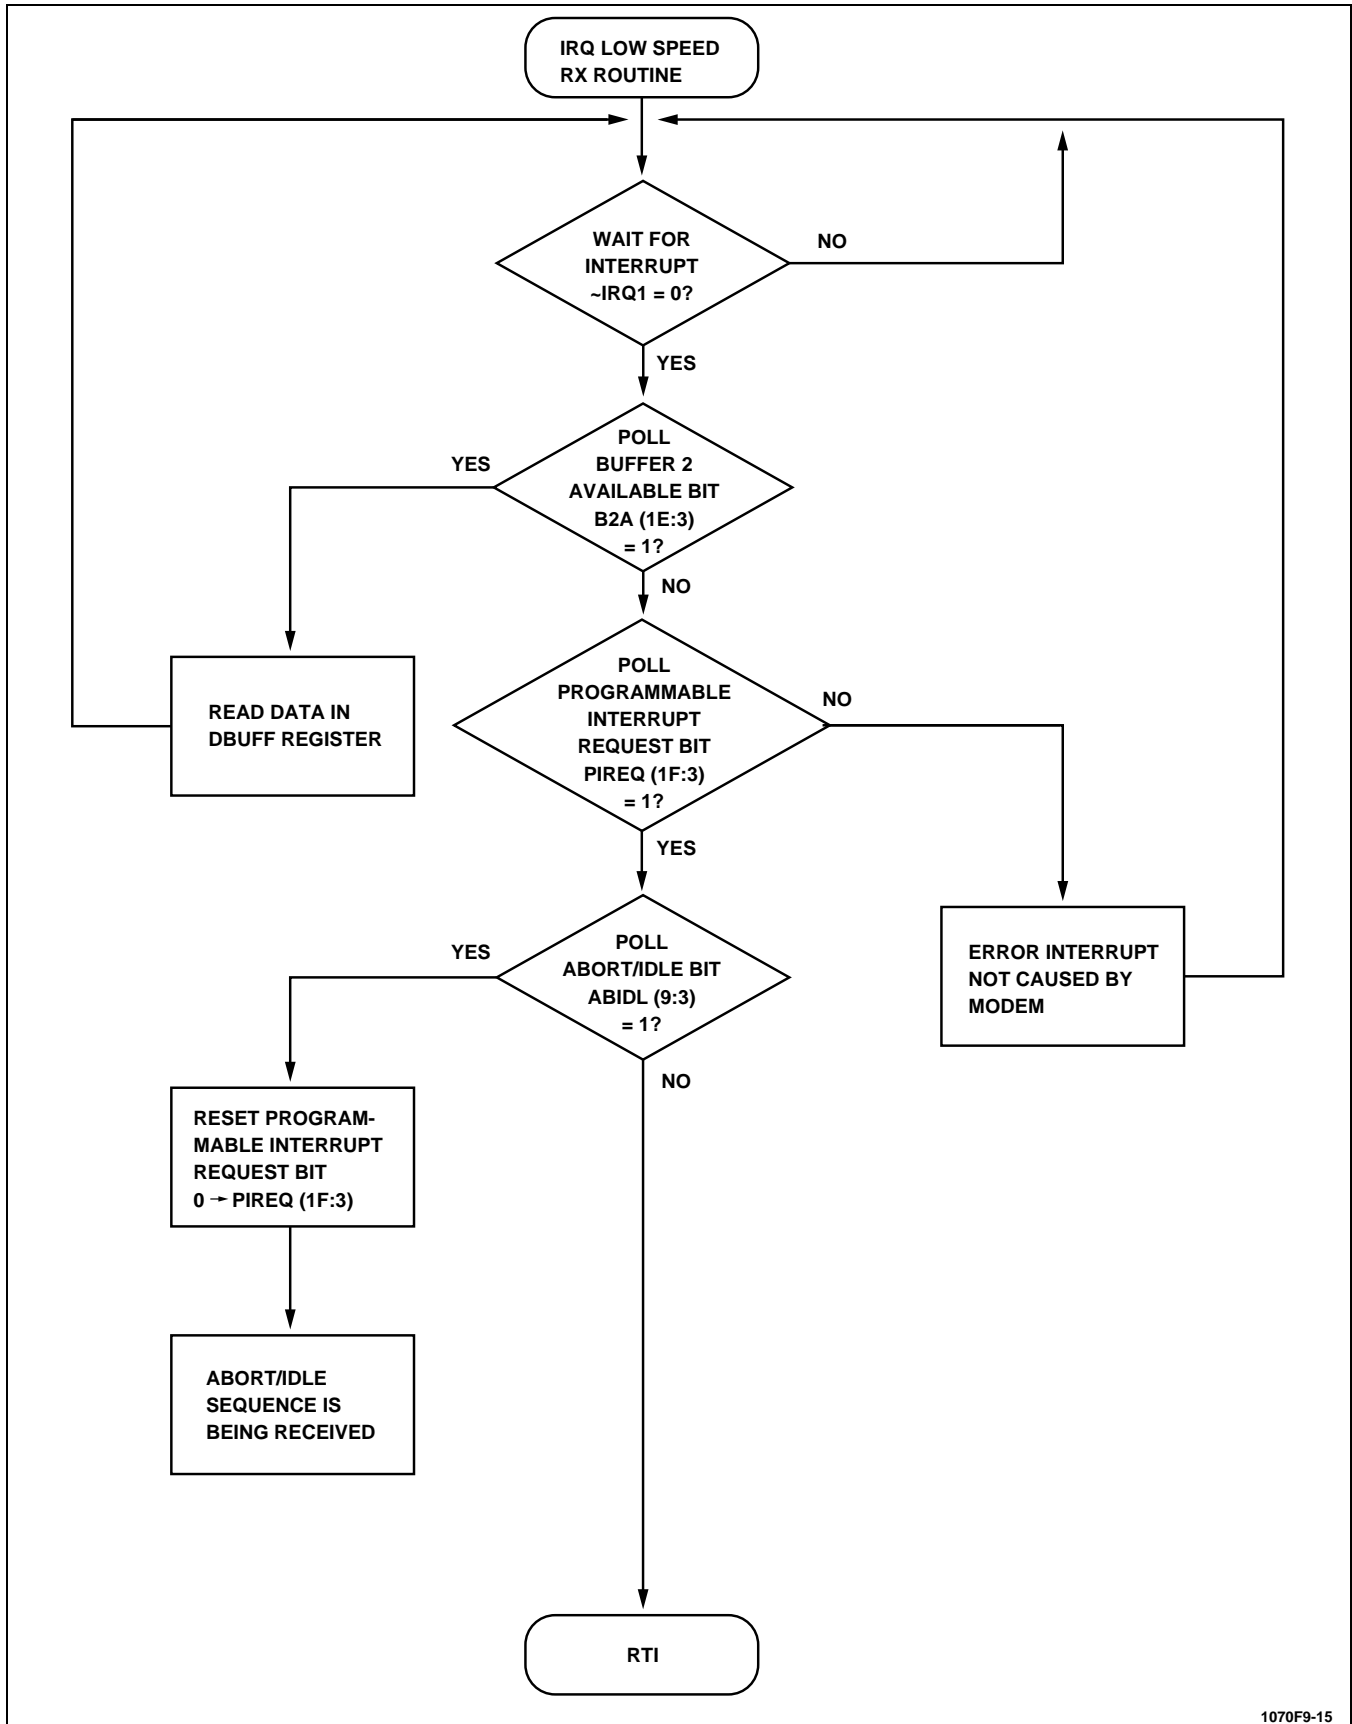 IRQ LOW SPEED
RX ROUTINE
WAIT FOR
INTERRUPT
~IRQ1 = 0?
NO
YES
POLL
BUFFER 2
AVAILABLE BIT
B2A (1E:3)
= 1?
YES
NO
READ DATA IN
DBUFF REGISTER
POLL
PROGRAMMABLE
INTERRUPT
REQUEST BIT
PIREQ (1F:3)
= 1?
NO
YES
ERROR INTERRUPT
NOT CAUSED BY
MODEM
POLL
ABORT/IDLE BIT
ABIDL (9:3)
= 1?
YES
NO
RESET PROGRAM-
MABLE INTERRUPT
REQUEST BIT
0 → PIREQ (1F:3)
ABORT/IDLE
SEQUENCE IS
BEING RECEIVED
RTI
1070F9-15